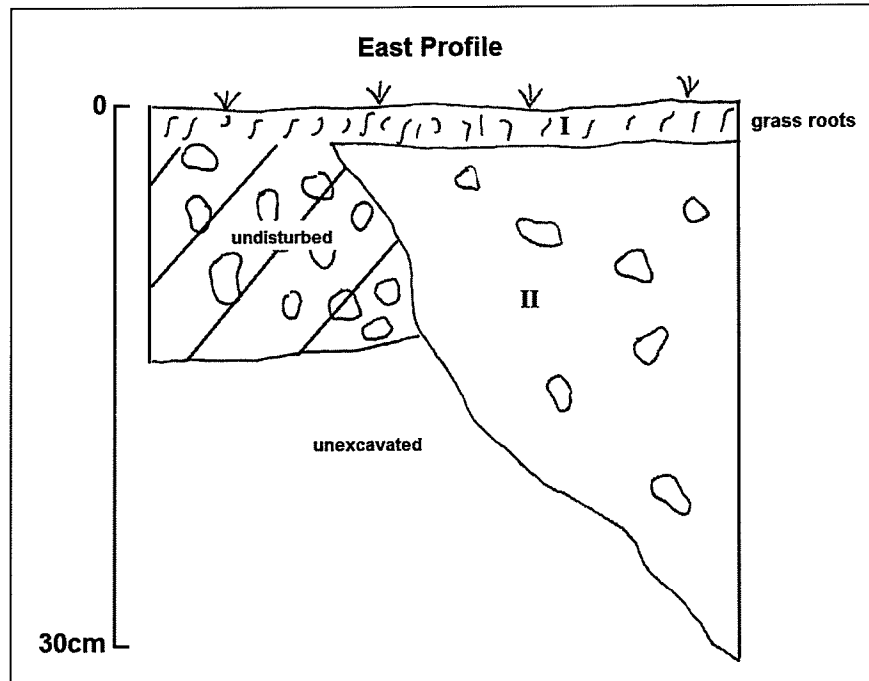 East Profile
0
I
grass roots
undisturbed
II
unexcavated
30cm